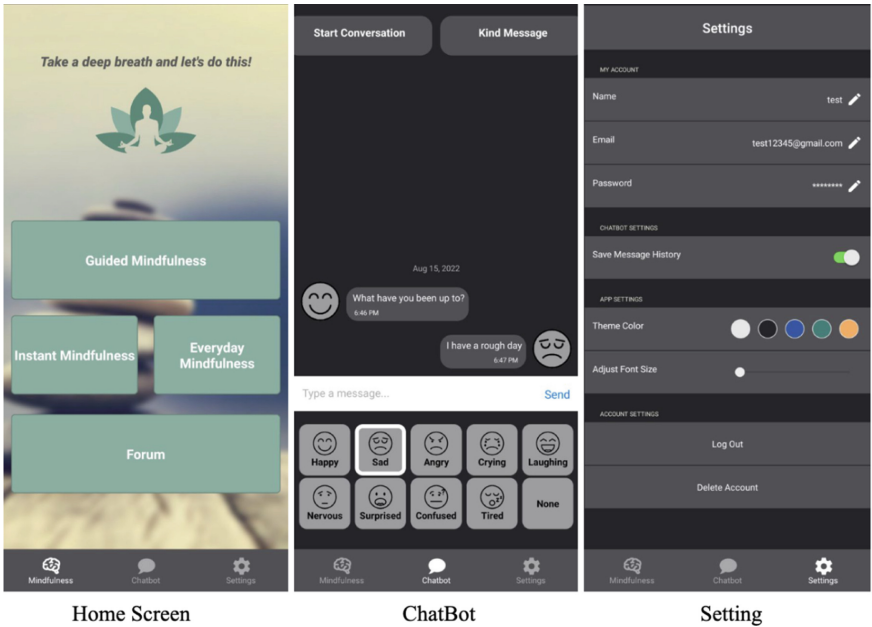 Take a deep breath and let's do this!
Guided Mindfulness
Instant Mindfulness
Everyday
Mindfulness
Forum
Mindfulness
Chatbot
Settings
Home Screen
Start Conversation
Kind Message
Aug 15, 2022
What have you been up to?
6:46 PM
I have a rough day
6:47 PM
Type a message...
Send
Happy
Sad
Angry
Crying
Laughing
Nervous
Surprised
Confused
Tired
None
Mindfulness
Chatbot
Settings
ChatBot
Settings
MY ACCOUNT
Name
test
Email
test12345@gmail.com
Password
********
CHATBOT SETTINGS
Save Message History
APP SETTINGS
Theme Color
Adjust Font Size
ACCOUNT SETTINGS
Log Out
Delete Account
Mindfulness
Chatbot
Settings
Setting